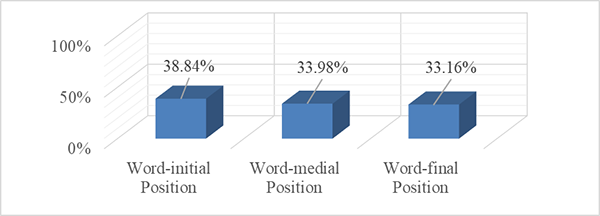 100%
50%
0%
38.84%
33.98%
33.16%
Word-initial
Position
Word-medial
Position
Word-final
Position